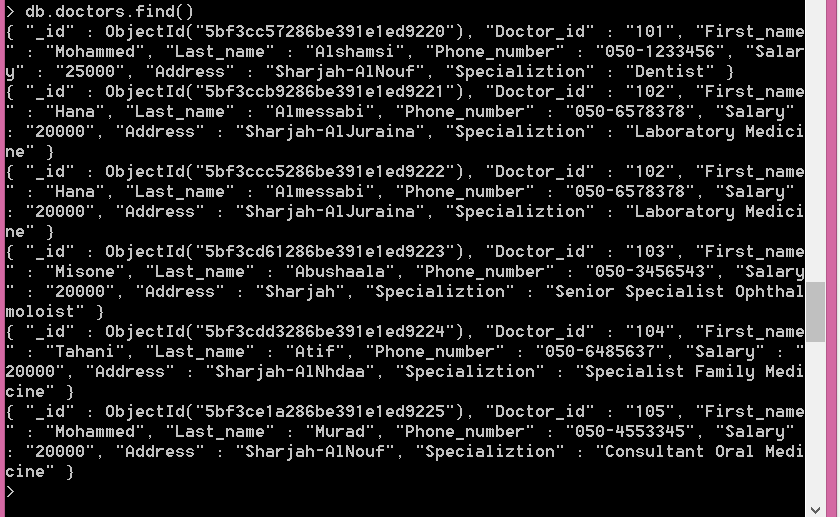 > db.doctors.find()
{ "_id" : ObjectId("5bf3cc57286be391e1ed9220"), "Doctor_id" : "101", "First_name
" : "Mohammed", "Last_name" : "Alshamsi", "Phone_number" : "050-1233456", "Salar
y" : "25000", "Address" : "Sharjah-AlNouf", "Specializtion" : "Dentist" }
{ "_id" : ObjectId("5bf3ccb9286be391e1ed9221"), "Doctor_id" : "102", "First_name
" : "Hana", "Last_name" : "Almessabi", "Phone_number" : "050-6578378", "Salary"
: "20000", "Address" : "Sharjah-AlJuraina", "Specializtion" : "Laboratory Medici
ne" }
{ "_id" : ObjectId("5bf3ccc5286be391e1ed9222"), "Doctor_id" : "102", "First_name
" : "Hana", "Last_name" : "Almessabi", "Phone_number" : "050-6578378", "Salary"
: "20000", "Address" : "Sharjah-AlJuraina", "Specializtion" : "Laboratory Medici
ne" }
{ "_id" : ObjectId("5bf3cd61286be391e1ed9223"), "Doctor_id" : "103", "First_name
" : "Misone", "Last_name" : "Abushaala", "Phone_number" : "050-3456543", "Salary
" : "20000", "Address" : "Sharjah", "Specializtion" : "Senior Specialist Ophthal
moloist" }
{ "_id" : ObjectId("5bf3cdd3286be391e1ed9224"), "Doctor_id" : "104", "First_name
" : "Tahani", "Last_name" : "Atif", "Phone_number" : "050-6485637", "Salary" : "
20000", "Address" : "Sharjah-AlNhdaa", "Specializtion" : "Specialist Family Medi
cine" }
{ "_id" : ObjectId("5bf3ce1a286be391e1ed9225"), "Doctor_id" : "105", "First_name
" : "Mohammed", "Last_name" : "Murad", "Phone_number" : "050-4553345", "Salary"
: "20000", "Address" : "Sharjah-AlNouf", "Specializtion" : "Consultant Oral Medi
cine" }
>